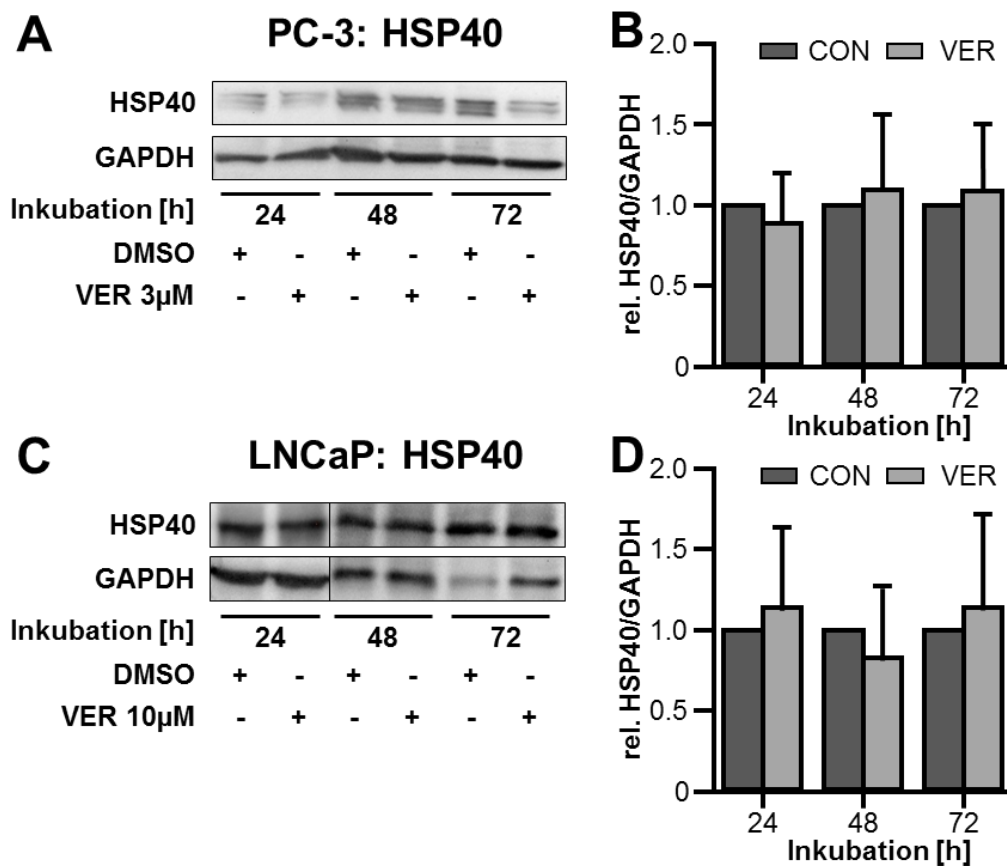 A
PC-3: HSP40
HSP40
GAPDH
Inkubation [h]
24 48 72
DMSO + - + - + -
VER 3µM - + - + - +
B
CON VER
rel. HSP40/GAPDH
2.0
1.5
1.0
0.5
0
24 48 72
Inkubation [h]
C
LNCaP: HSP40
HSP40
GAPDH
Inkubation [h]
24 48 72
DMSO + - + - + -
VER 10µM - + - + - +
D
CON VER
rel. HSP40/GAPDH
2.0
1.5
1.0
0.5
0
24 48 72
Inkubation [h]